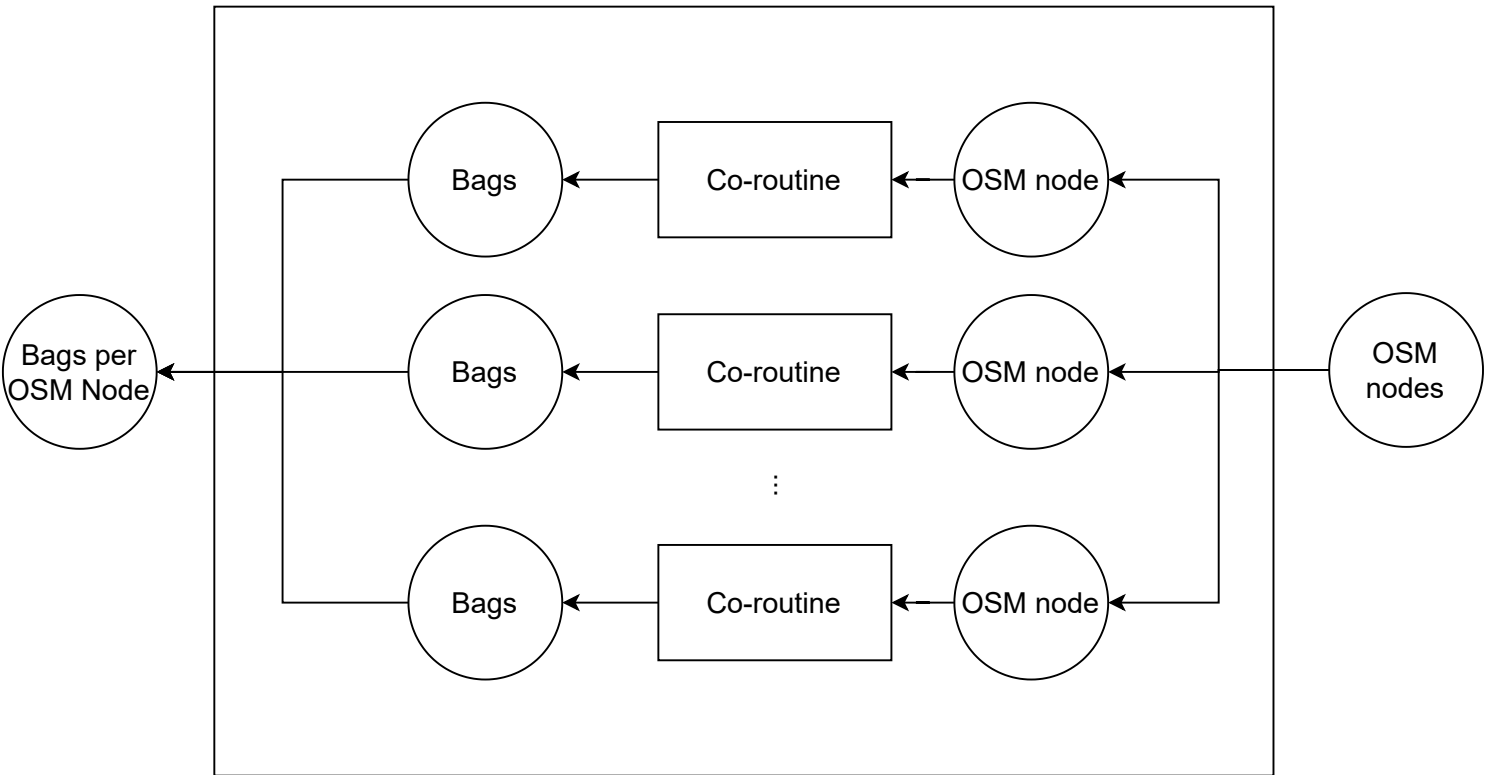 Bags
Co-routine
OSM node
Bags per
OSM Node
Bags
Co-routine
OSM node
OSM
nodes
...
Bags
Co-routine
OSM node